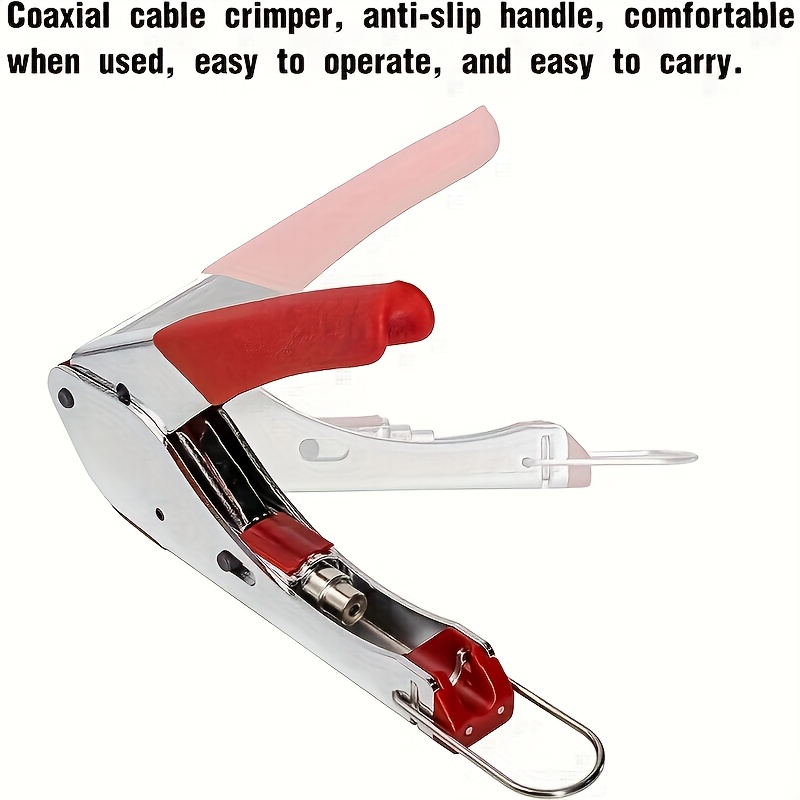 Coaxial cable crimper, anti-slip handle, comfortable
when used, easy to operate, and easy to carry.